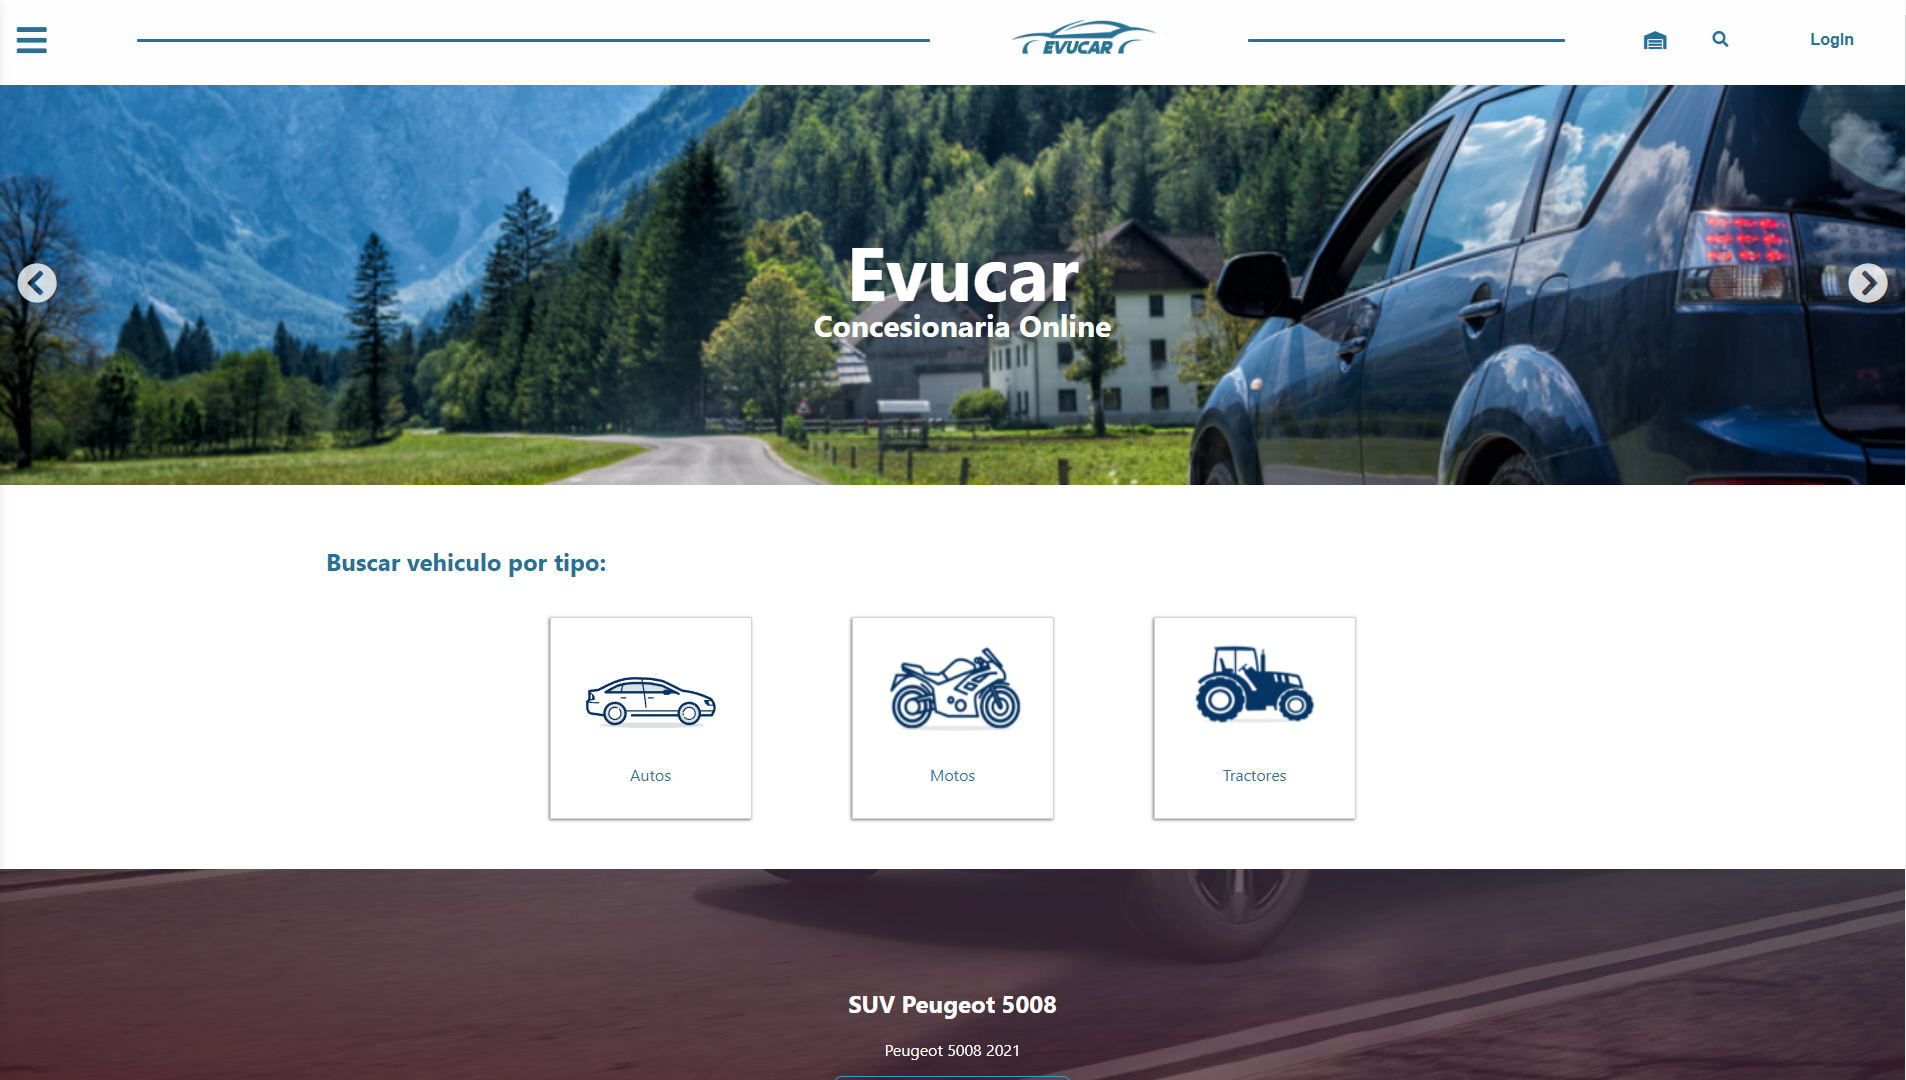 EVUCAR
LogIn
Evucar
Concesionaria Online
Buscar vehiculo por tipo:
Autos
Motos
Tractores
SUV Peugeot 5008
Peugeot 5008 2021